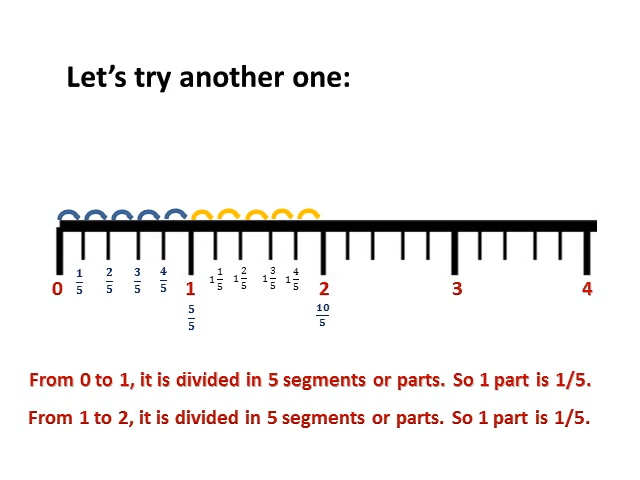 Let's try another one:
0 1/5 2/5 3/5 4/5 1 1 1/5 1 2/5 1 3/5 1 4/5 2 3 4
5/5 10/5
From 0 to 1, it is divided in 5 segments or parts. So 1 part is 1/5.
From 1 to 2, it is divided in 5 segments or parts. So 1 part is 1/5.